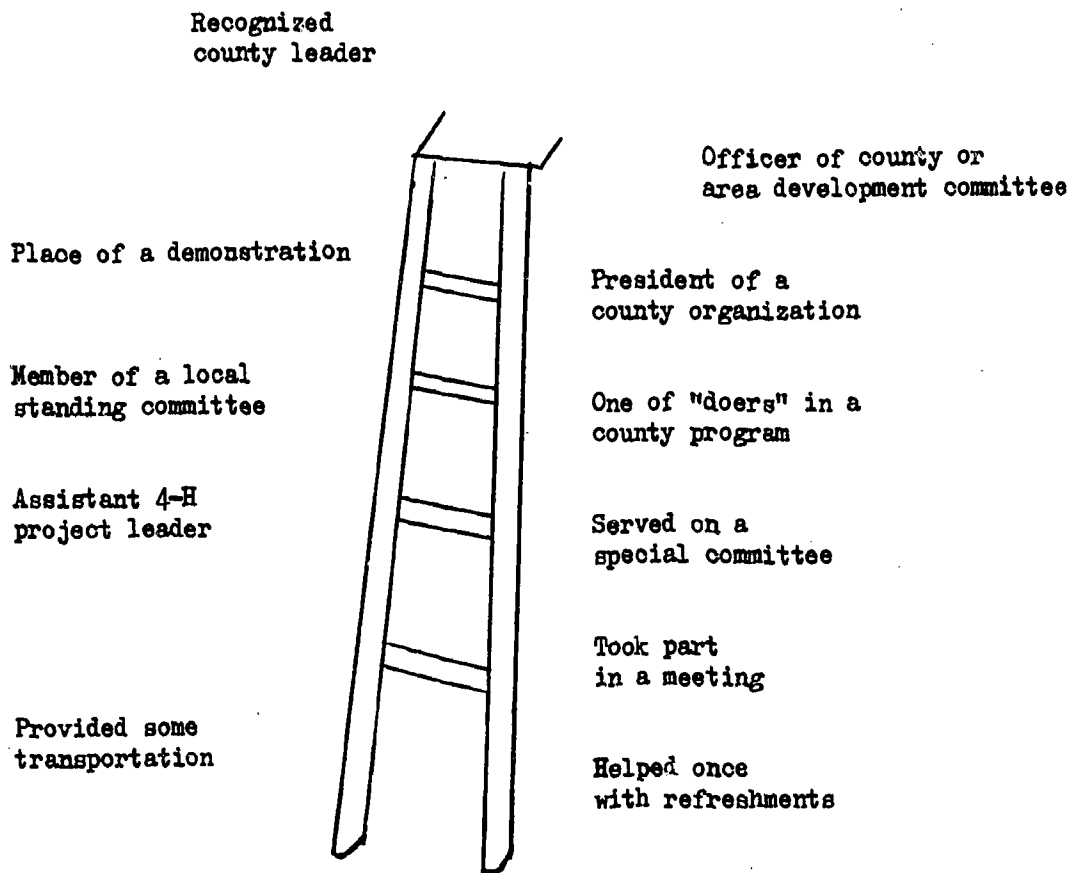 Recognized
county leader
Officer of county or
area development committee
Place of a demonstration
President of a
county organization
Member of a local
standing committee
One of "doers" in a
county program
Assistant 4-H
project leader
Served on a
special committee
Took part
in a meeting
Provided some
transportation
Helped once
with refreshments